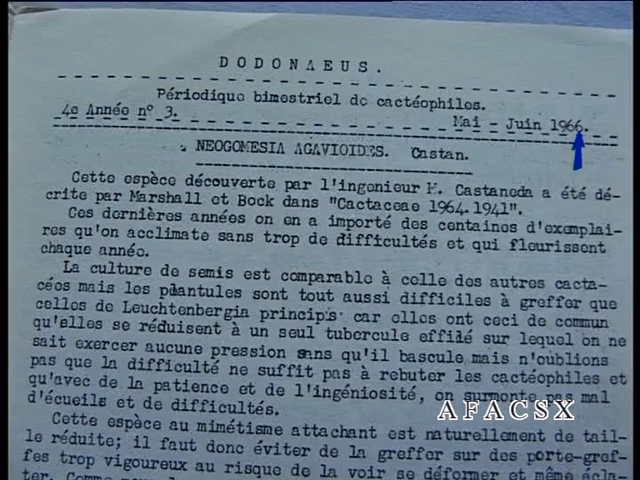 DODONAEUS.
Périodique bimestriel de cactéophiles.
4e Année n° 3. Mai - Juin 1966.
NEOGOMESIA AGAVIOIDES. Castan.
Cette espèce découverte par l'ingenieur M. Castaneda a été dé-
crite par Marshall et Bock dans "Cactaceae 1964.1941".
Ces dernières années on en a importé des centaines d'exemplai-
res qu'on acclimate sans trop de difficultés et qui fleurissent
chaque année.
La culture de semis est comparable à celle des autres cacta-
cées mais les plantules sont tout aussi difficiles à greffer que
celles de Leuchtenbergia principis car elles ont ceci de commun
qu'elles se réduisent à un seul tubercule effilé sur lequel on ne
sait exercer aucune pression sans qu'il bascule mais n'oublions
pas que la difficulté ne suffit pas à rebuter les cactéophiles et
qu'avec de la patience et de l'ingéniosité, on surmonte pas mal
d'écueils et de difficultés.
AFACSX
Cette espèce au mimétisme attachant est naturellement de tail-
le réduite; il faut donc éviter de la greffer sur des porte-gref-
fes trop vigoureux au risque de la voir se déformer et même écla-
ter. Comme